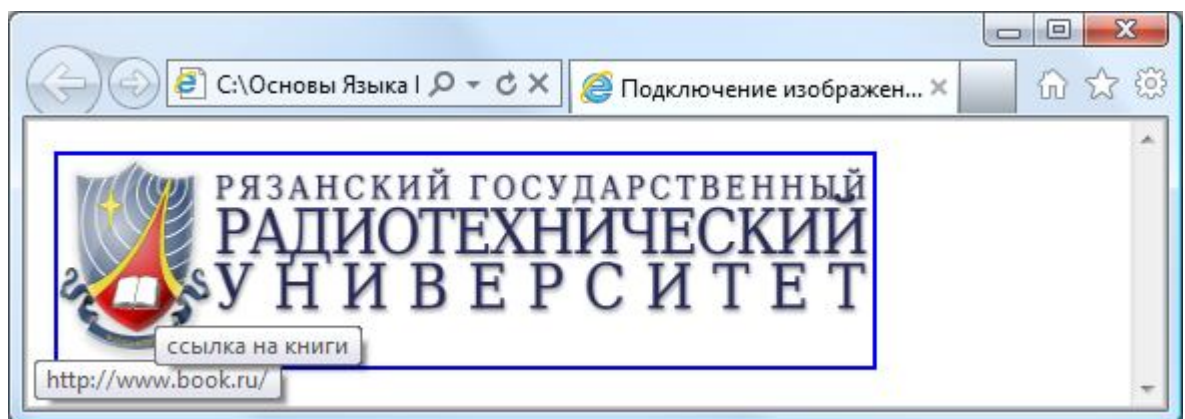 C:\Основы Языка I
Подключение изображен...
РЯЗАНСКИЙ ГОСУДАРСТВЕННЫЙ
РАДИОТЕХНИЧЕСКИЙ
УНИВЕРСИТЕТ
ссылка на книги
http://www.book.ru/